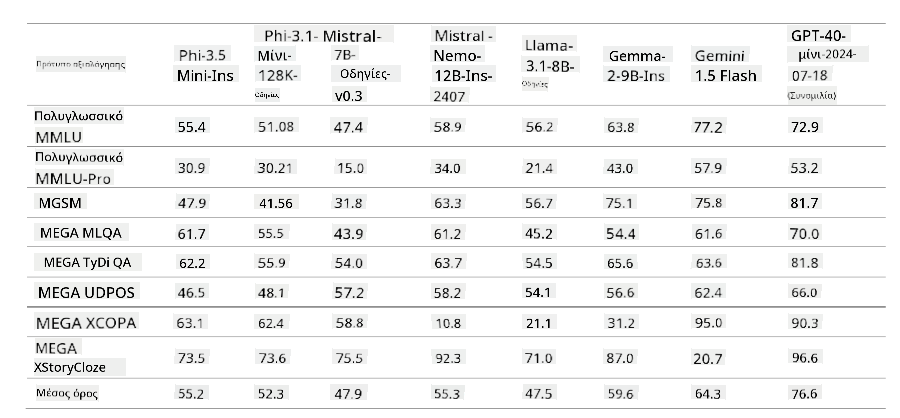 Πρότυπο αξιολόγησης Phi-3.5 Mini-Ins Phi-3.1- Μίνι- 128K- Οδηγίες Mistral- 7B- Οδηγίες- v0.3 Mistral - Nemo- 12B-Ins- 2407 Llama- 3.1-8B- Οδηγίες Gemma- 2-9B-Ins Gemini 1.5 Flash GPT-40- μίνι-2024- 07-18 (Συνομιλία)
Πολυγλωσσικό MMLU 55.4 51.08 47.4 58.9 56.2 63.8 77.2 72.9
Πολυγλωσσικό MMLU-Pro 30.9 30.21 15.0 34.0 21.4 43.0 57.9 53.2
MGSM 47.9 41.56 31.8 63.3 56.7 75.1 75.8 81.7
MEGA MLQA 61.7 55.5 43.9 61.2 45.2 54.4 61.6 70.0
MEGA TyDi QA 62.2 55.9 54.0 63.7 54.5 65.6 63.6 81.8
MEGA UDPOS 46.5 48.1 57.2 58.2 54.1 56.6 62.4 66.0
MEGA XCOPA 63.1 62.4 58.8 10.8 21.1 31.2 95.0 90.3
MEGA XStoryCloze 73.5 73.6 75.5 92.3 71.0 87.0 20.7 96.6
Μέσος όρος 55.2 52.3 47.9 55.3 47.5 59.6 64.3 76.6